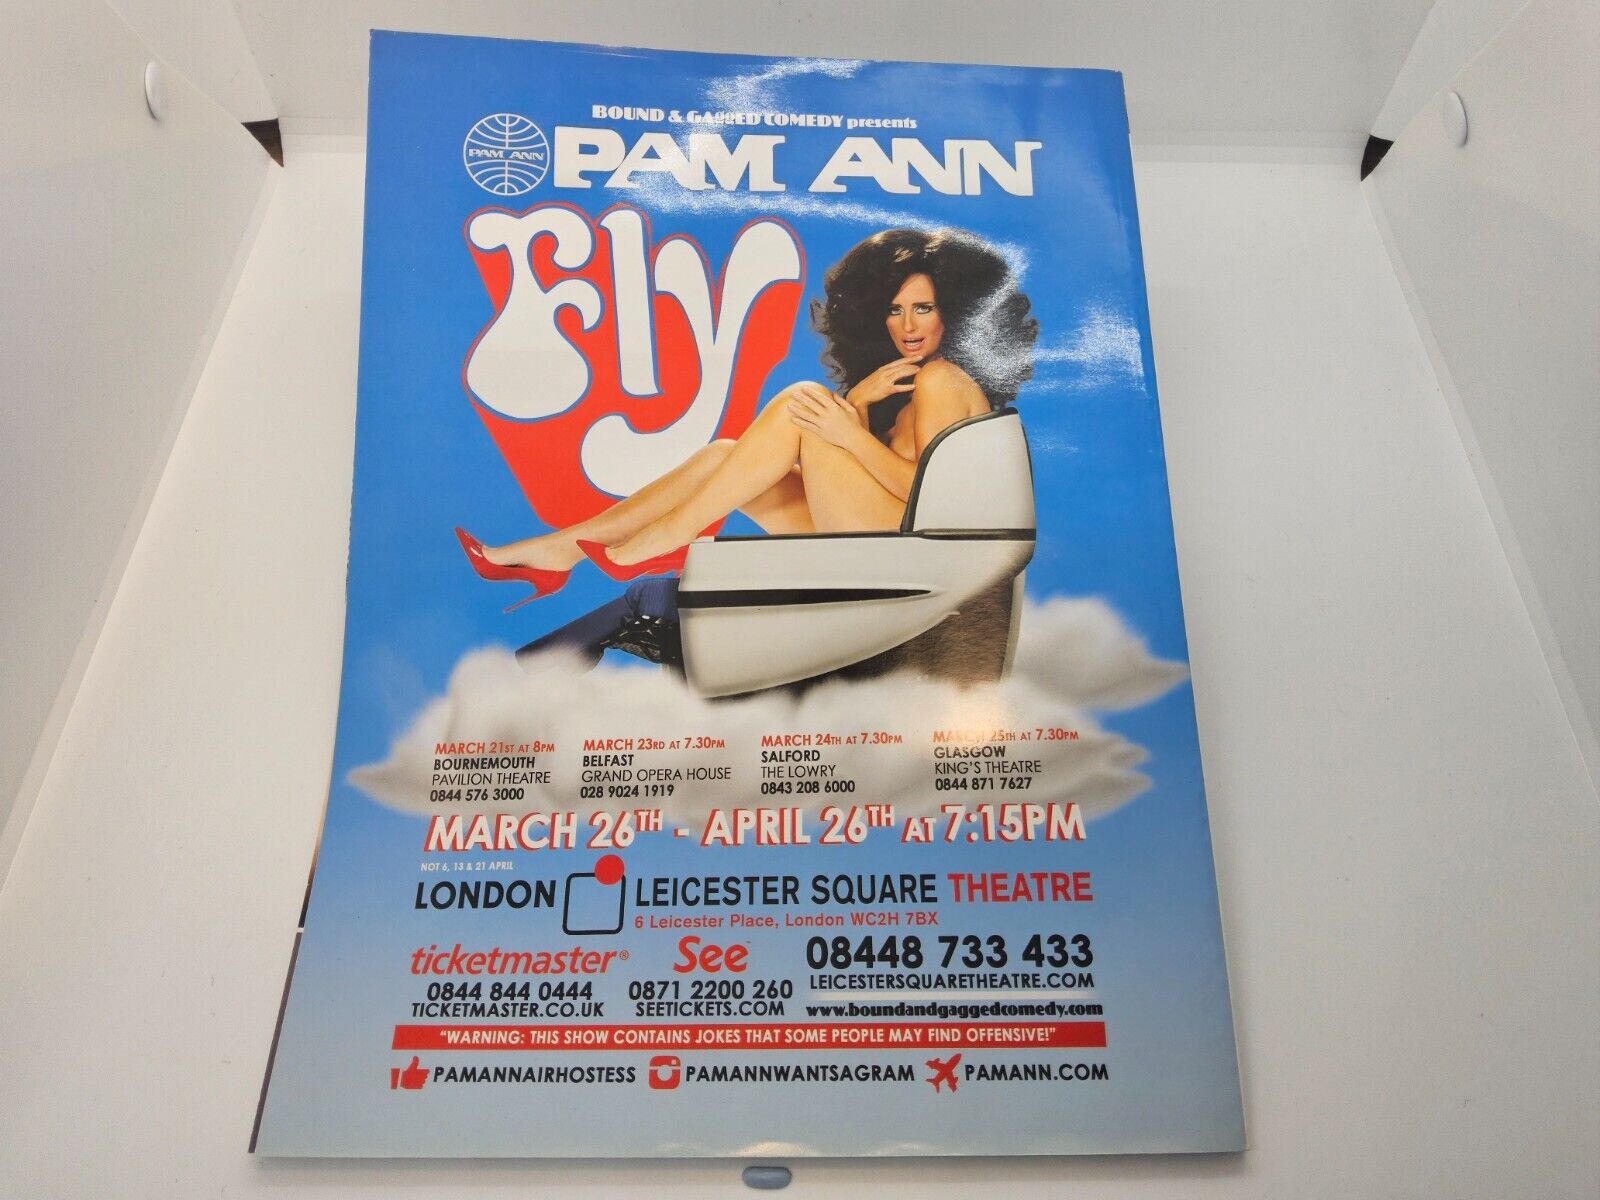 BOUND & GAGGED COMEDY presents
PAM ANN
PAM ANN
Fly
MARCH 21ST AT 8PM
BOURNEMOUTH
PAVILION THEATRE
0844 576 3000
MARCH 23RD AT 7.30PM
BELFAST
GRAND OPERA HOUSE
028 9024 1919
MARCH 24TH AT 7.30PM
SALFORD
THE LOWRY
0843 208 6000
MARCH 25TH AT 7.30PM
GLASGOW
KING'S THEATRE
0844 871 7627
MARCH 26TH - APRIL 26TH AT 7:15PM
NOT 6, 13 & 21 APRIL
LONDON LEICESTER SQUARE THEATRE
6 Leicester Place, London WC2H 7BX
ticketmaster®
0844 844 0444
TICKETMASTER.CO.UK
See
0871 2200 260
SEETICKETS.COM
08448 733 433
LEICESTERSQUARETHEATRE.COM
www.boundandgaggedcomedy.com
"WARNING: THIS SHOW CONTAINS JOKES THAT SOME PEOPLE MAY FIND OFFENSIVE!"
PAMANNAIRHOSTESS PAMANNWANTSAGRAM PAMANN.COM